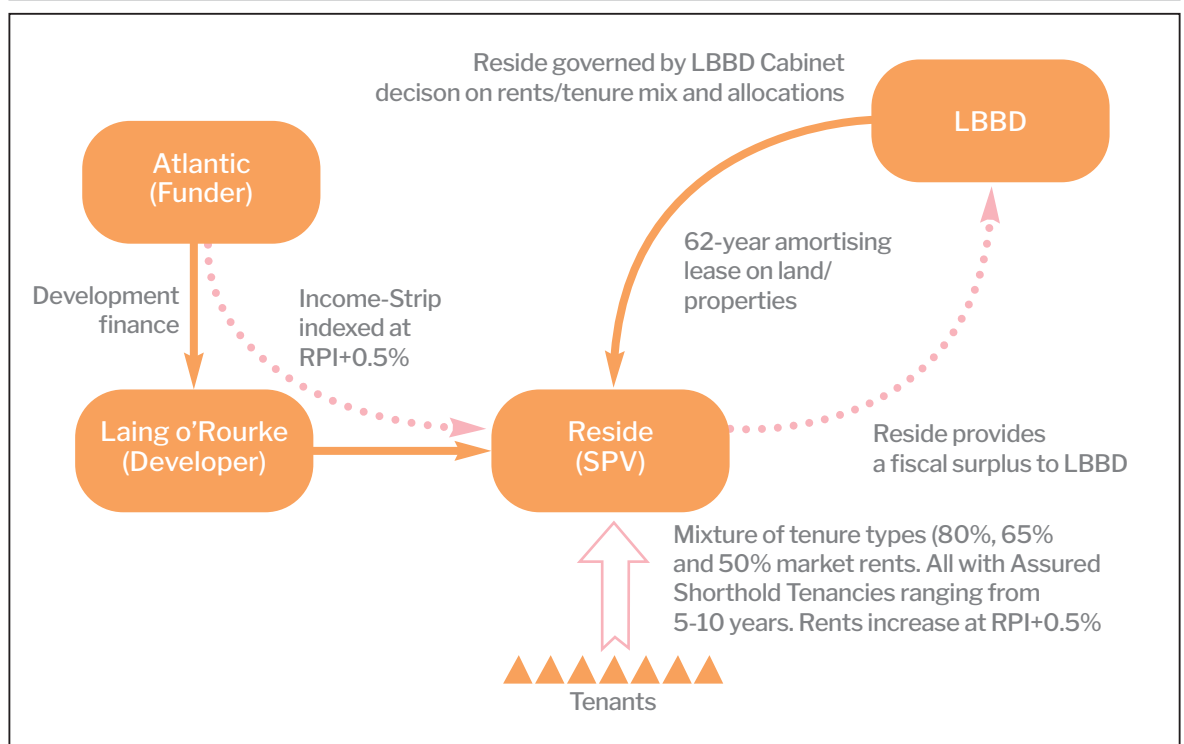 Reside governed by LBBD Cabinet
decison on rents/tenure mix and allocations
LBBD
Atlantic
(Funder)
62-year amortising
lease on land/
properties
Development
finance
Income-Strip
indexed at
RPI+0.5%
Laing o’Rourke
(Developer)
Reside
(SPV)
Reside provides
a fiscal surplus to LBBD
Mixture of tenure types (80%, 65%
and 50% market rents. All with Assured
Shorthold Tenancies ranging from
5-10 years. Rents increase at RPI+0.5%
Tenants